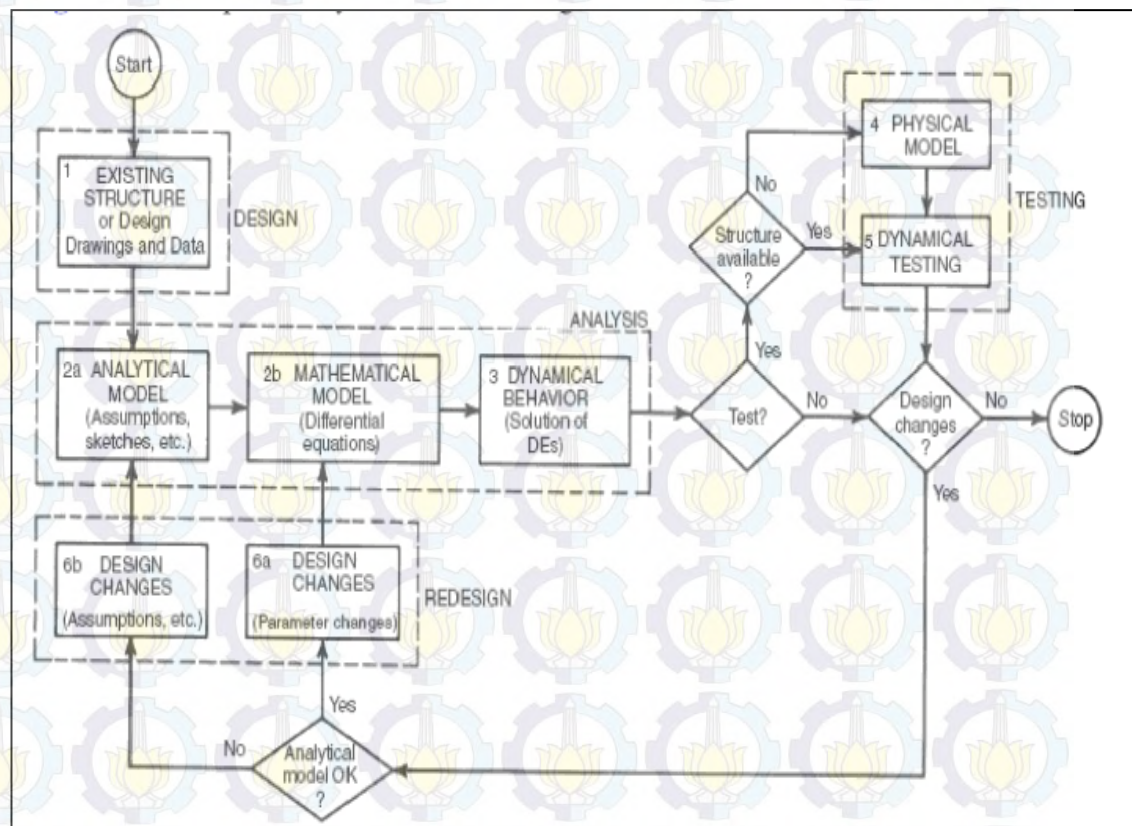 Start
1
EXISTING
STRUCTURE
or Design
Drawings and Data
DESIGN
ANALYSIS
2a ANALYTICAL
MODEL
(Assumptions,
sketches, etc.)
2b MATHEMATICAL
MODEL
(Differential
equations)
3 DYNAMICAL
BEHAVIOR
(Solution of
DEs)
Test?
Yes
No
Structure
available
?
No
Yes
4 PHYSICAL
MODEL
5 DYNAMICAL
TESTING
TESTING
Design
changes
?
No
Stop
Yes
6b DESIGN
CHANGES
(Assumptions, etc.)
6a DESIGN
CHANGES
(Parameter changes)
REDESIGN
Yes
No
Analytical
model OK
?